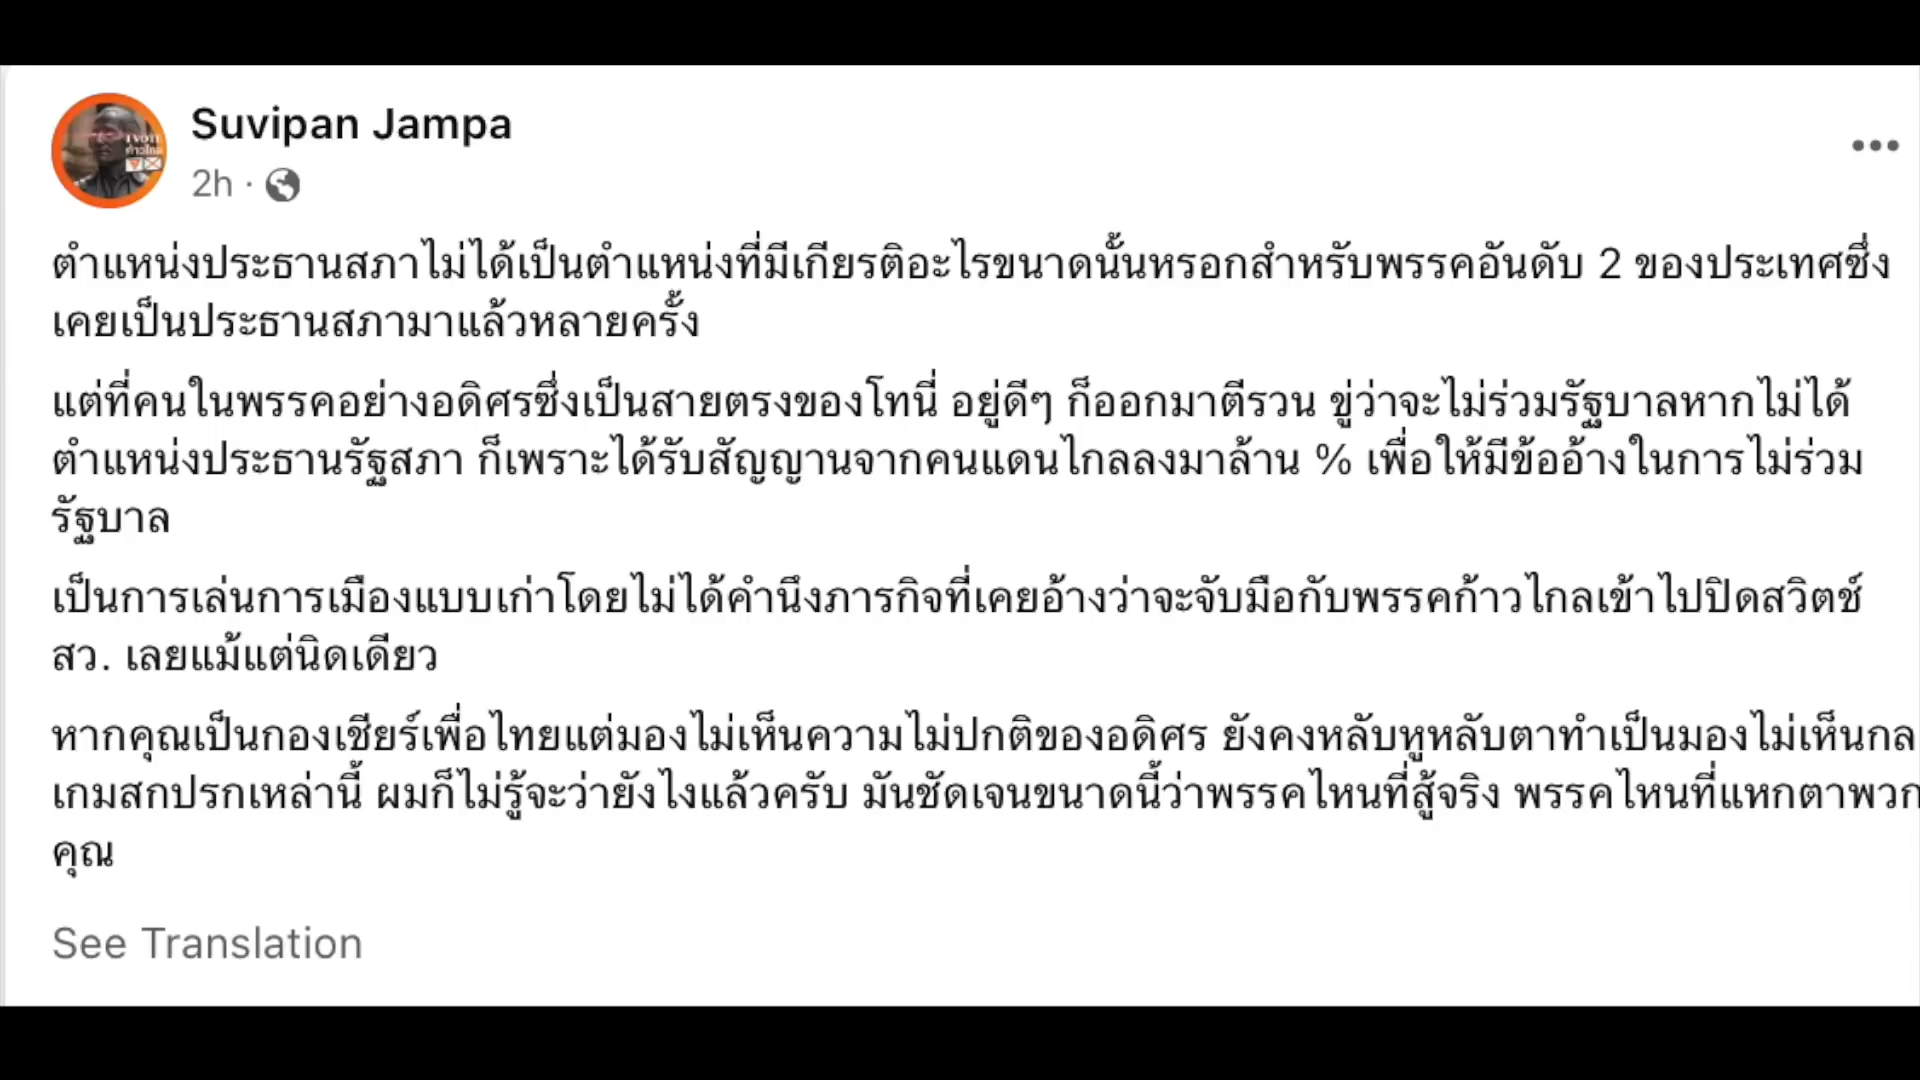 Suvipan Jampa
2h ·
ตำแหน่งประธานสภาไม่ได้เป็นตำแหน่งที่มีเกียรติอะไรขนาดนั้นหรอกสำหรับพรรคอันดับ 2 ของประเทศซึ่ง
เคยเป็นประธานสภามาแล้วหลายครั้ง
แต่ที่คนในพรรคอย่างอดิศรซึ่งเป็นสายตรงของโทนี่ อยู่ดีๆ ก็ออกมาตีรวน ขู่ว่าจะไม่ร่วมรัฐบาลหากไม่ได้
ตำแหน่งประธานรัฐสภา ก็เพราะได้รับสัญญานจากคนแดนไกลลงมาล้าน % เพื่อให้มีข้ออ้างในการไม่ร่วม
รัฐบาล
เป็นการเล่นการเมืองแบบเก่าโดยไม่ได้คำนึงภารกิจที่เคยอ้างว่าจะจับมือกับพรรคก้าวไกลเข้าไปปิดสวิตช์
สว. เลยแม้แต่นิดเดียว
หากคุณเป็นกองเชียร์เพื่อไทยแต่มองไม่เห็นความไม่ปกติของอดิศร ยังคงหลับหูหลับตาทำเป็นมองไม่เห็นกล
เกมสกปรกเหล่านี้ ผมก็ไม่รู้จะว่ายังไงแล้วครับ มันชัดเจนขนาดนี้ว่าพรรคไหนที่สู้จริง พรรคไหนที่แหกตาพวก
คุณ
See Translation